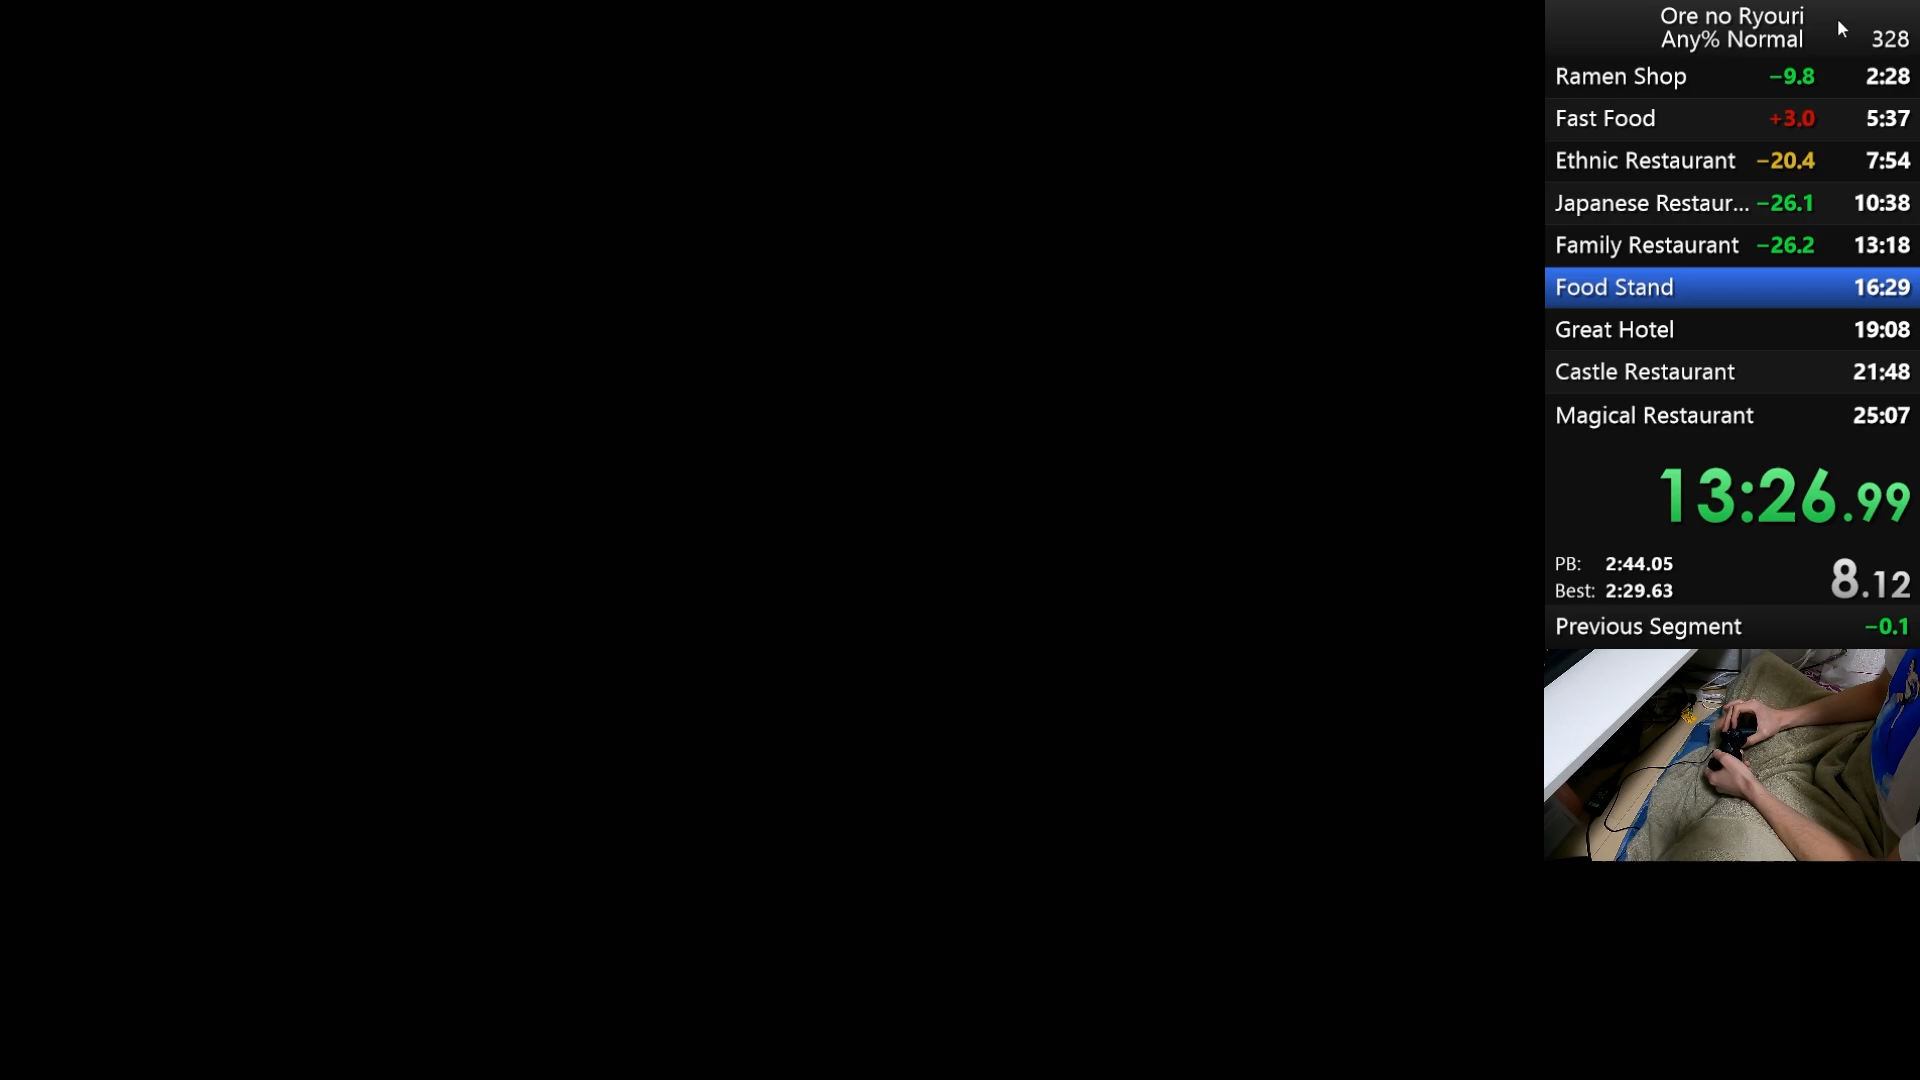 Ore no Ryouri
Any% Normal
328
Ramen Shop −9.8 2:28
Fast Food +3.0 5:37
Ethnic Restaurant −20.4 7:54
Japanese Restaur... −26.1 10:38
Family Restaurant −26.2 13:18
Food Stand 16:29
Great Hotel 19:08
Castle Restaurant 21:48
Magical Restaurant 25:07
13:26.99
PB: 2:44.05
Best: 2:29.63
8.12
Previous Segment −0.1